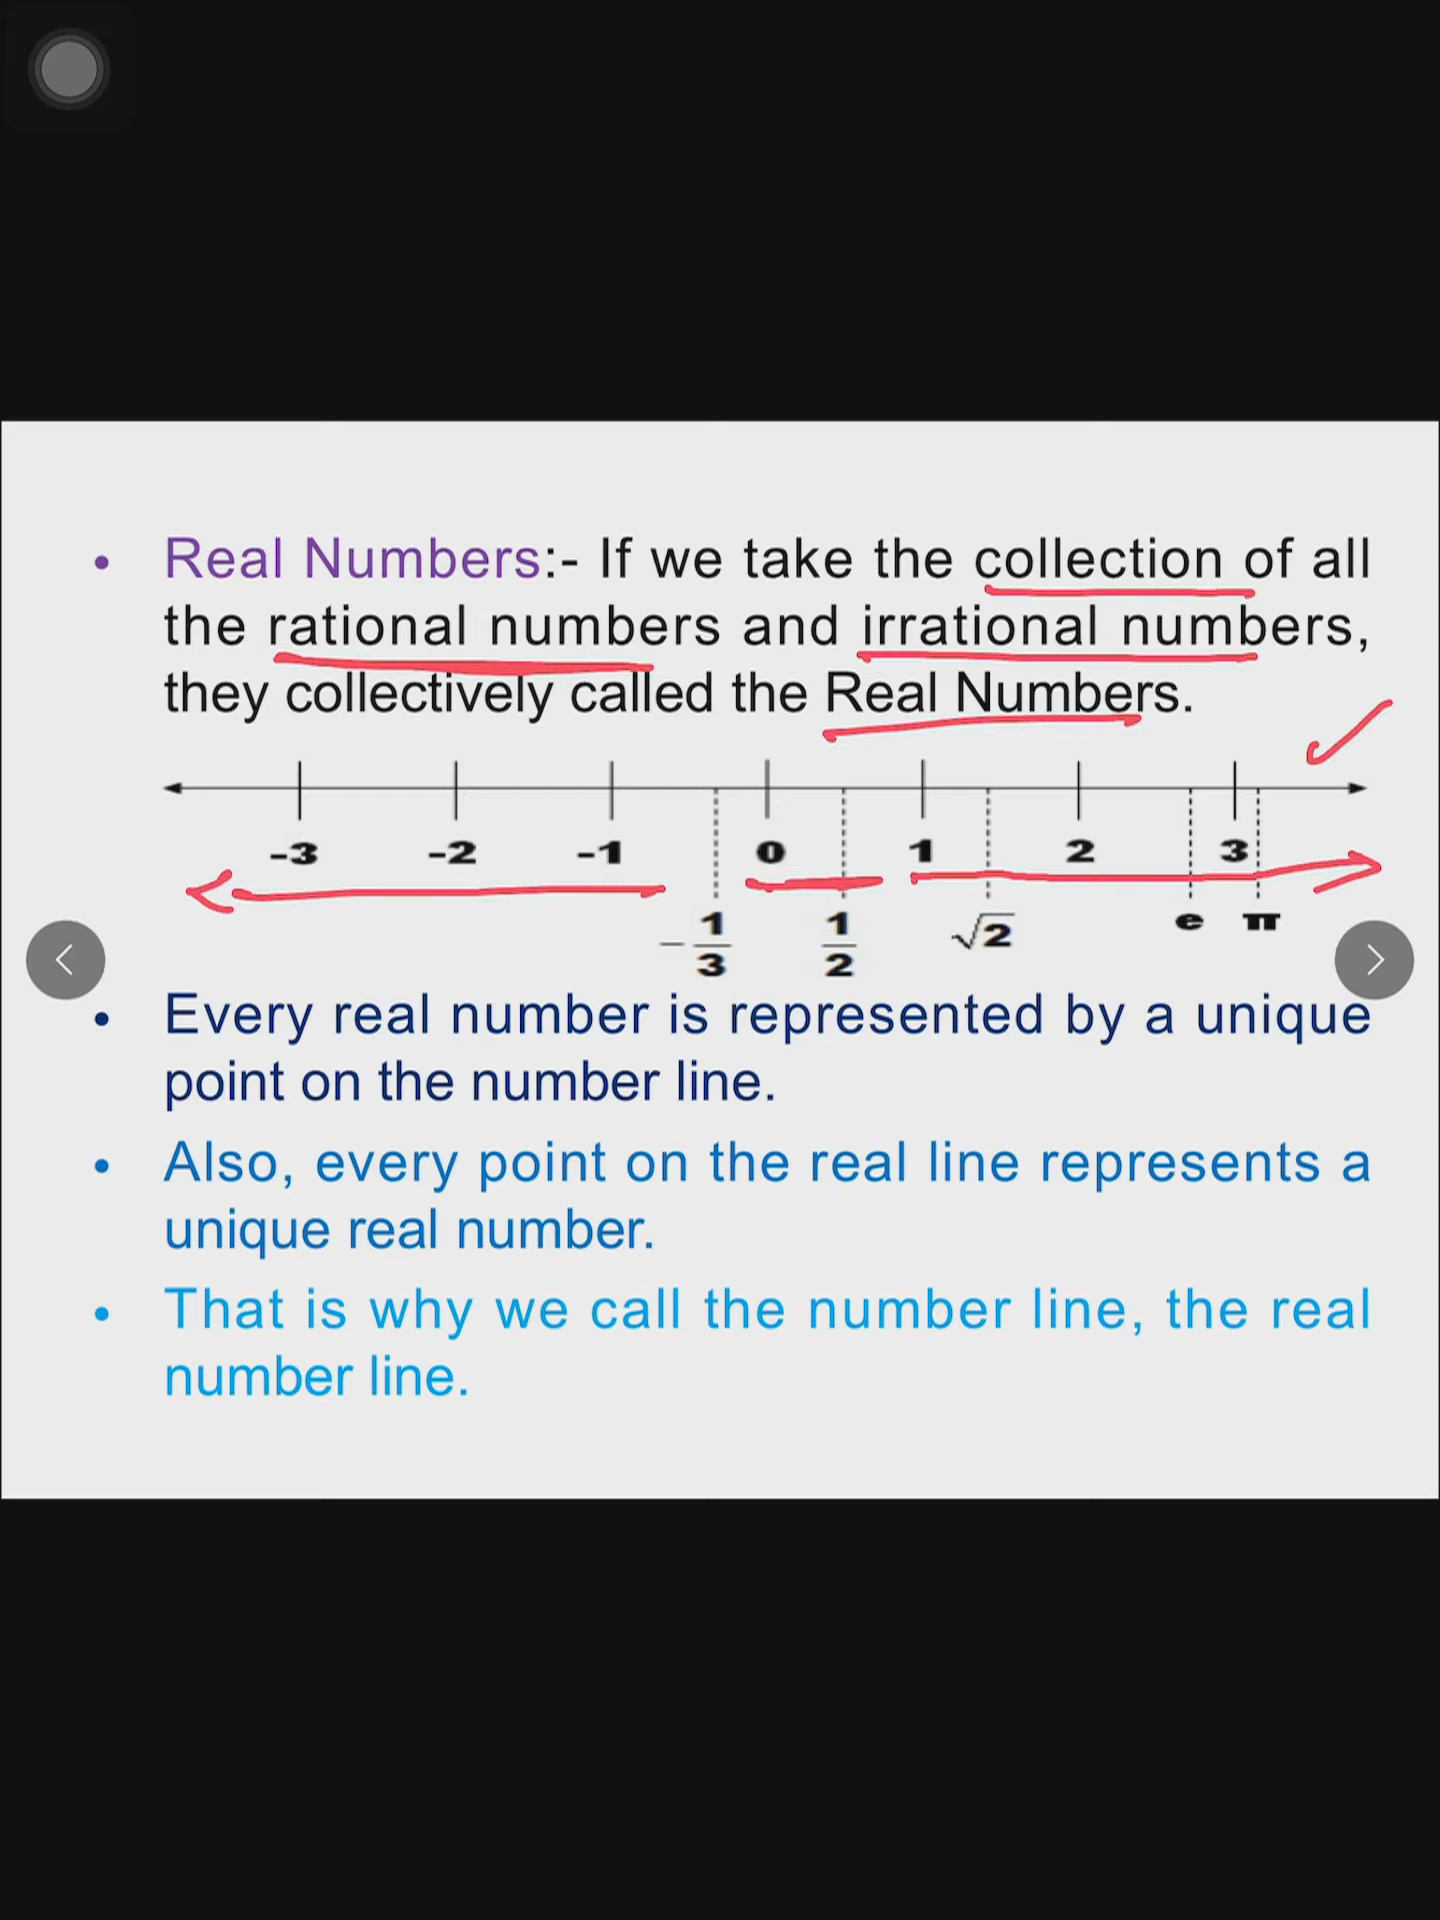 • Real Numbers:- If we take the collection of all
the rational numbers and irrational numbers,
they collectively called the Real Numbers.
-3 -2 -1 0 1 2 3
-1/3 1/2 √2 e π
• Every real number is represented by a unique
point on the number line.
• Also, every point on the real line represents a
unique real number.
• That is why we call the number line, the real
number line.